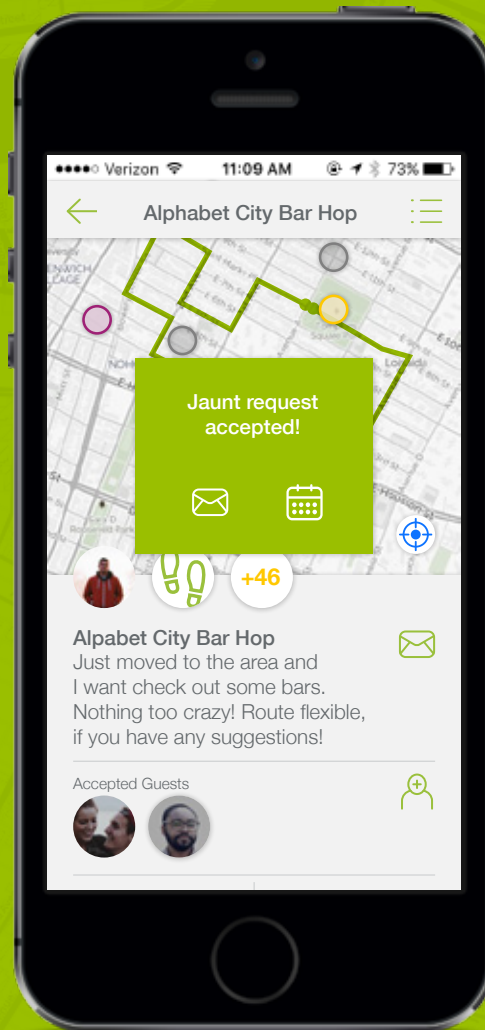 Verizon 11:09 AM 73%
Alphabet City Bar Hop
Jaunt request
accepted!
+46
Alpabet City Bar Hop
Just moved to the area and
I want check out some bars.
Nothing too crazy! Route flexible,
if you have any suggestions!
Accepted Guests